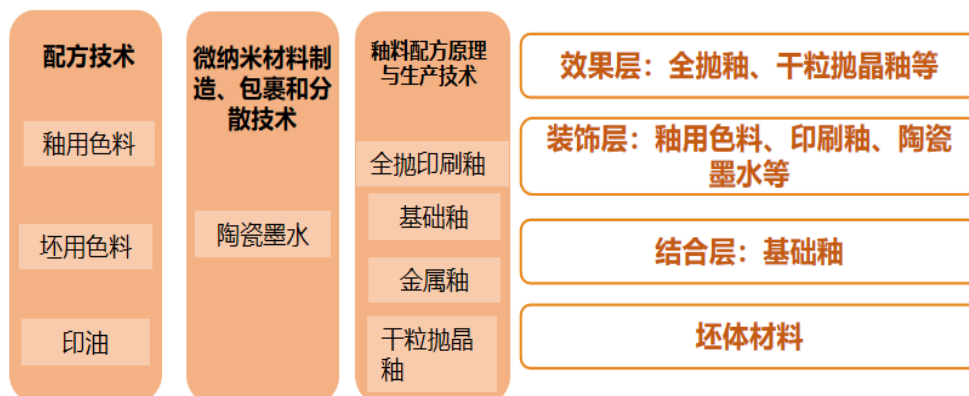 配方技术
釉用色料
坯用色料
印油
微纳米材料制
造、包裹和分
散技术
陶瓷墨水
釉料配方原理
与生产技术
全抛印刷釉
基础釉
金属釉
干粒抛晶
釉
效果层：全抛釉、干粒抛晶釉等
装饰层：釉用色料、印刷釉、陶瓷
墨水等
结合层：基础釉
坯体材料